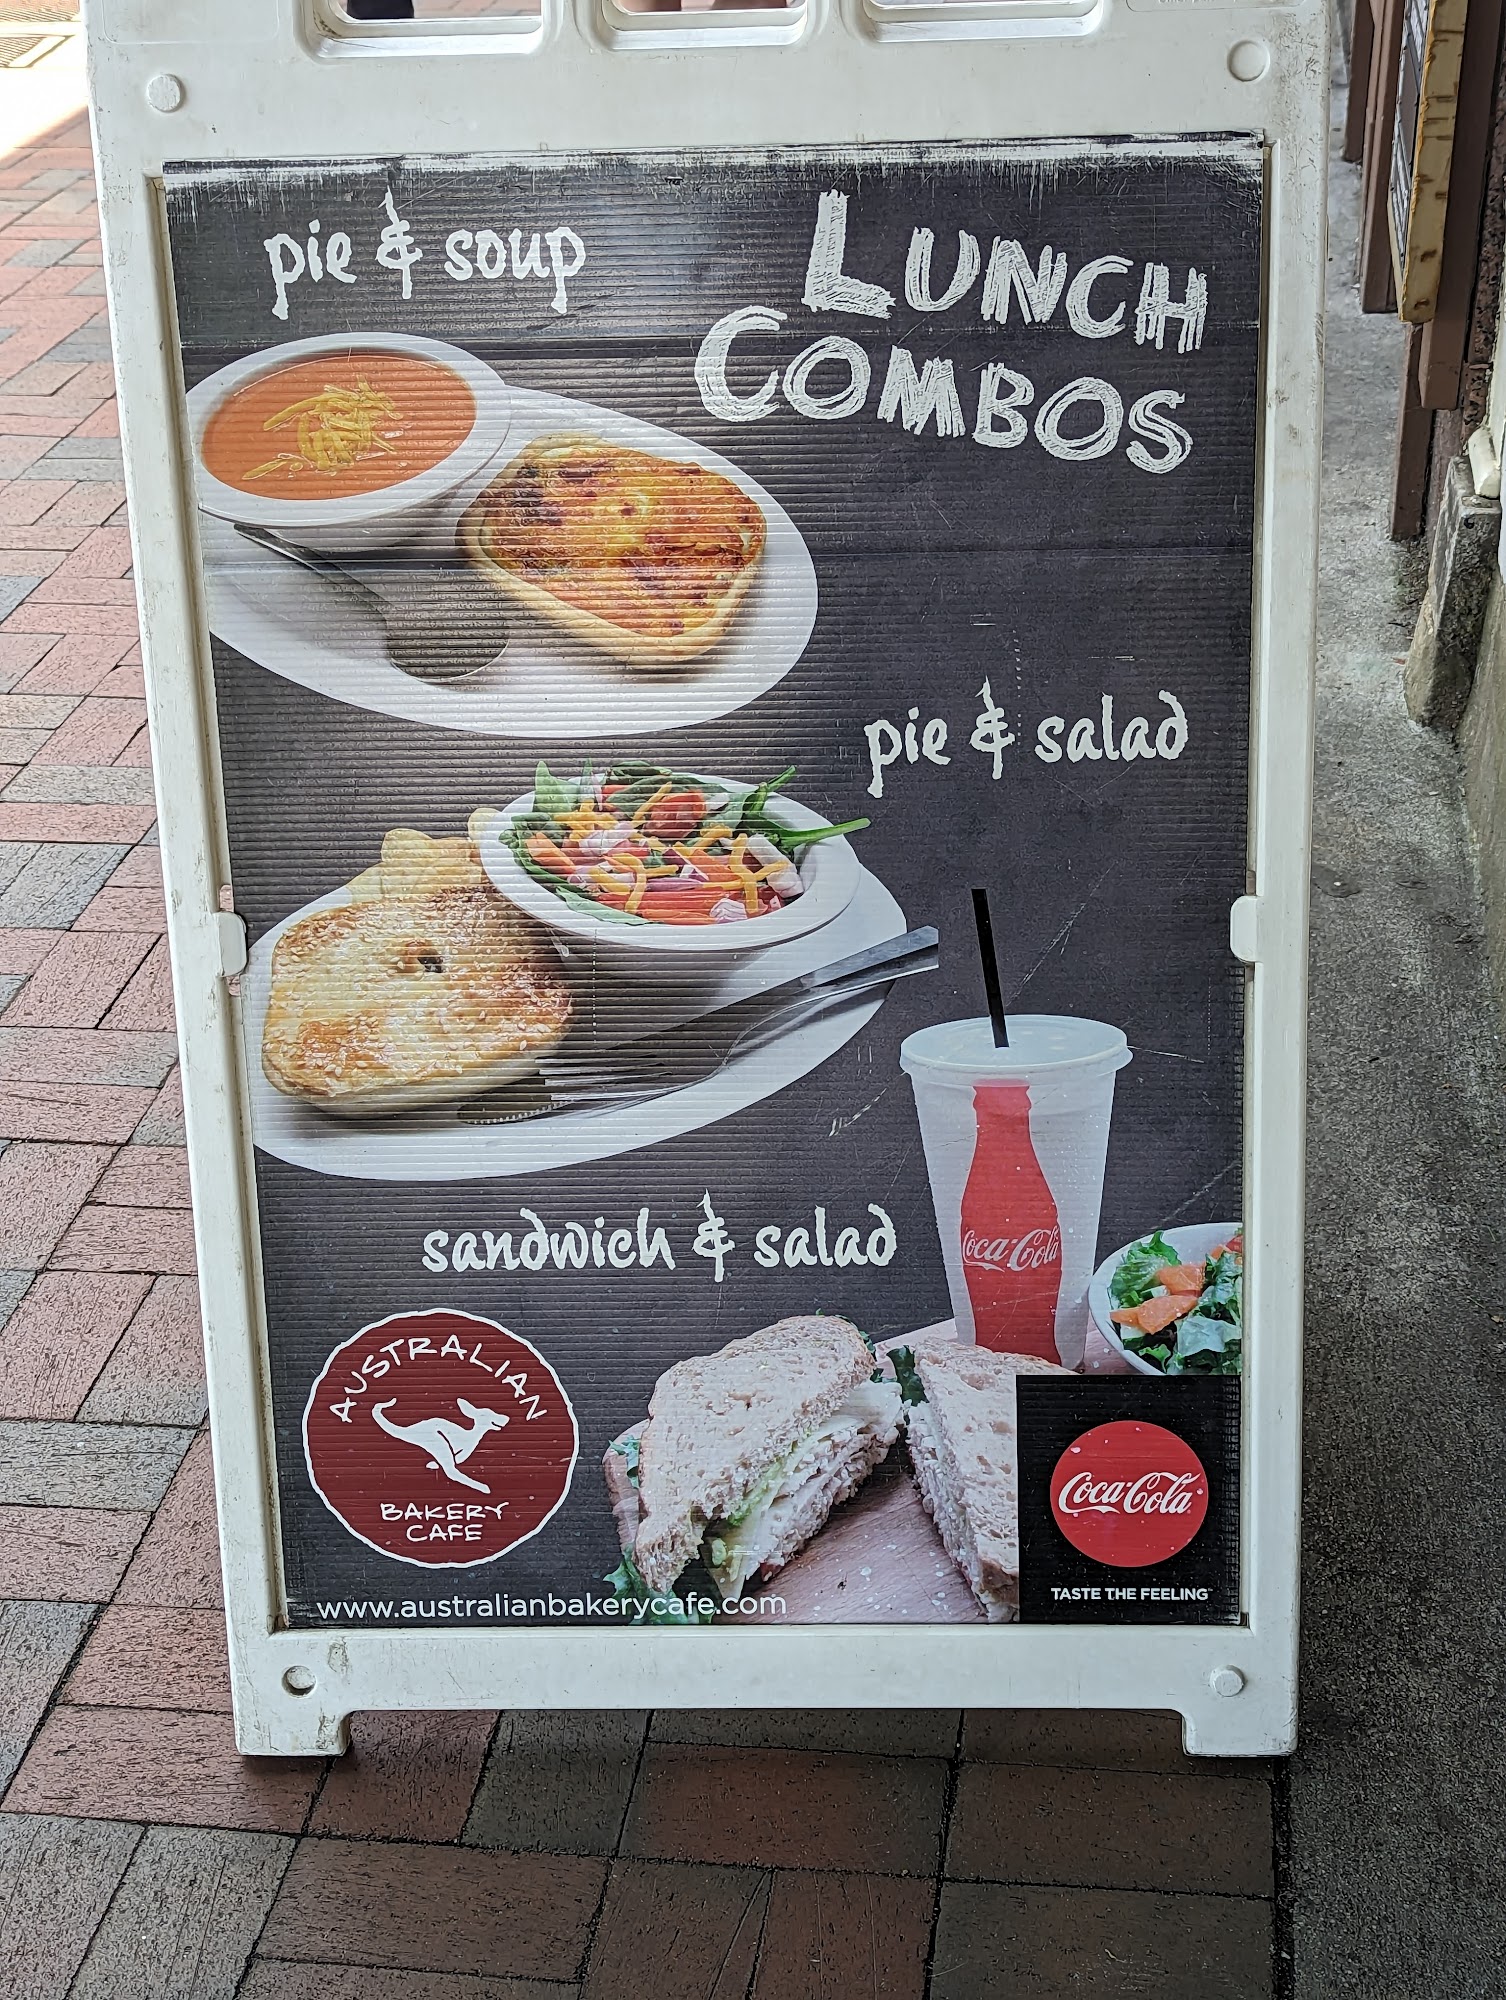 pie & soup
LUNCH
COMBOS
pie & salad
sandwich & salad
Coca-Cola
AUSTRALIAN
BAKERY
CAFE
www.australianbakerycafe.com
Coca-Cola
TASTE THE FEELING